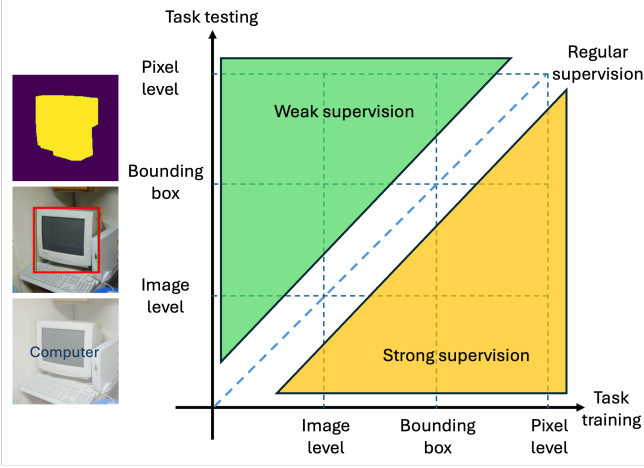 Task testing
Regular
supervision
Pixel
level
Weak supervision
Bounding
box
Image
level
Computer
Strong supervision
Task
training
Image
level
Bounding
box
Pixel
level